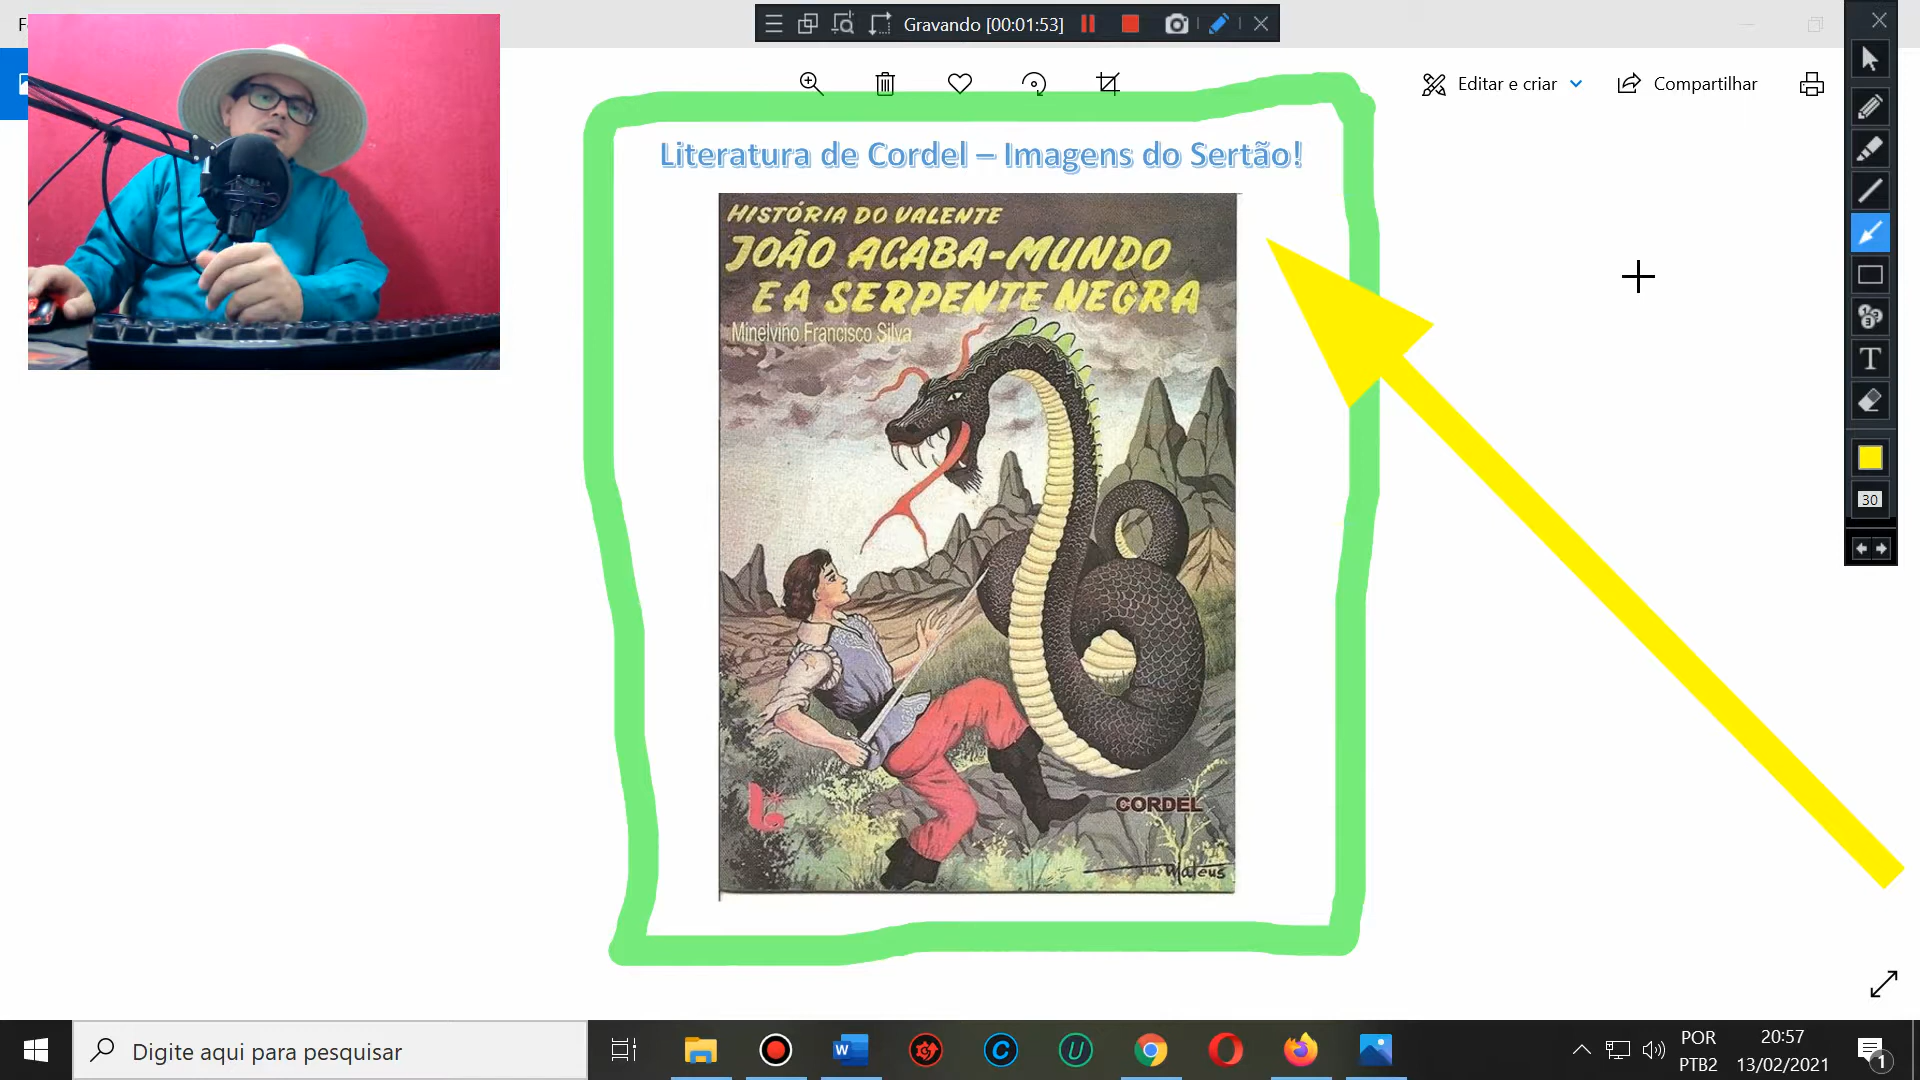 Gravando [00:01:53]
Editar e criar
Compartilhar
Literatura de Cordel – Imagens do Sertão!
HISTÓRIA DO VALENTE
JOÃO ACABA-MUNDO
E A SERPENTE NEGRA
Minelvino Francisco Silva
CORDEL
Mateus
30
Digite aqui para pesquisar
POR
PTB2
20:57
13/02/2021
1